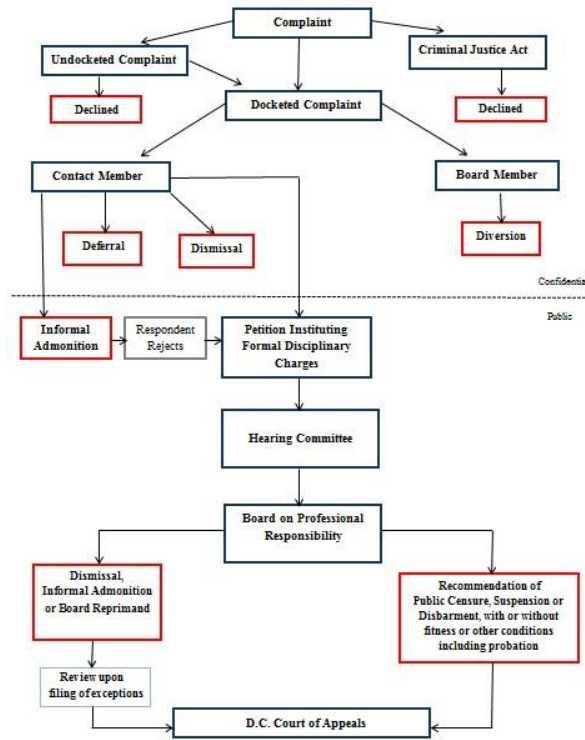 Complaint
Undocketed Complaint
Criminal Justice Act
Declined
Docketed Complaint
Declined
Contact Member
Board Member
Deferral
Dismissal
Diversion
Confidentia
Public
Informal
Admonition
Respondent
Rejects
Petition Instituting
Formal Disciplinary
Charges
Hearing Committee
Board on Professional
Responsibility
Dismissal,
Informal Admonition
or Board Reprimand
Recommendation of
Public Censure, Suspension or
Disbarment, with or without
fitness or other conditions
including probation
Review upon
filing of exceptions
D.C. Court of Appeals